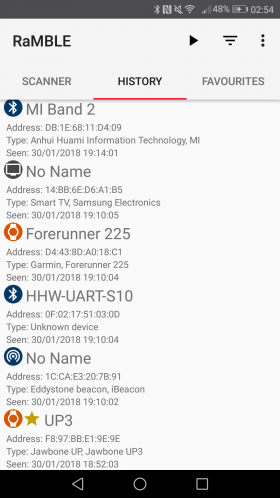 48% 02:54
RaMBLE
SCANNER HISTORY FAVOURITES
MI Band 2
Address: DB:1E:68:11:D4:09
Type: Anhui Huami Information Technology, MI
Seen: 30/01/2018 19:14:01
No Name
Address: 14:BB:6E:D6:A1:B5
Type: Smart TV, Samsung Electronics
Seen: 30/01/2018 19:10:05
Forerunner 225
Address: D4:43:8D:A0:18:C1
Type: Garmin, Forerunner 225
Seen: 30/01/2018 19:10:04
HHW-UART-S10
Address: 0F:02:17:51:03:0D
Type: Unknown device
Seen: 30/01/2018 19:10:04
No Name
Address: 1C:CA:E3:20:7B:91
Type: Eddystone beacon, iBeacon
Seen: 30/01/2018 19:10:02
UP3
Address: F8:97:BB:E1:9E:9E
Type: Jawbone UP, Jawbone UP3
Seen: 30/01/2018 18:52:03